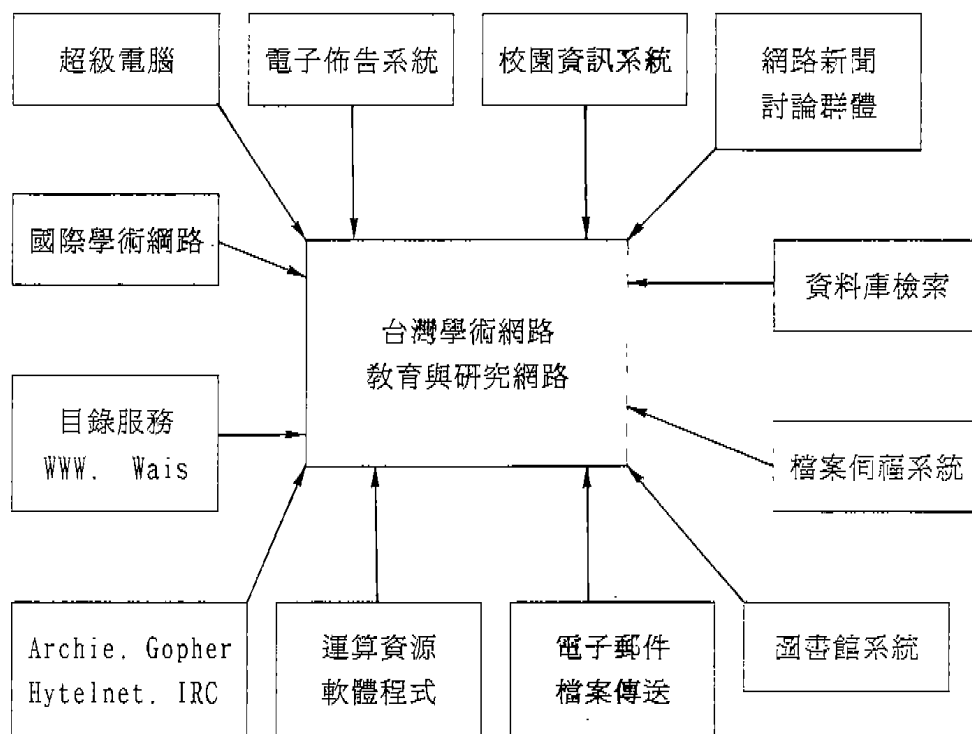 超級電腦
電子佈告系統
校園資訊系統
網路新聞
討論群體
國際學術網路
資料庫檢索
台灣學術網路
教育與研究網路
目錄服務
WWW. Wais
檔案伺福系統
Archie. Gopher
Hytelnet. IRC
運算資源
軟體程式
電子郵件
檔案傳送
圖書館系統